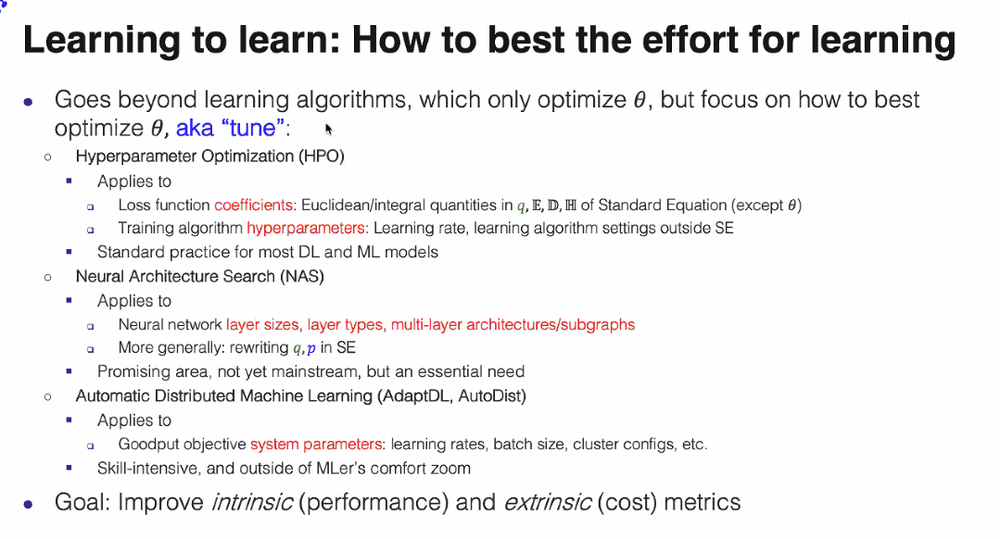 Learning to learn: How to best the effort for learning
• Goes beyond learning algorithms, which only optimize θ, but focus on how to best
optimize θ, aka “tune”:
○ Hyperparameter Optimization (HPO)
▪ Applies to
❑ Loss function coefficients: Euclidean/integral quantities in q, 𝔼, 𝔻, ℍ of Standard Equation (except θ)
❑ Training algorithm hyperparameters: Learning rate, learning algorithm settings outside SE
▪ Standard practice for most DL and ML models
○ Neural Architecture Search (NAS)
▪ Applies to
❑ Neural network layer sizes, layer types, multi-layer architectures/subgraphs
❑ More generally: rewriting q,p in SE
▪ Promising area, not yet mainstream, but an essential need
○ Automatic Distributed Machine Learning (AdaptDL, AutoDist)
▪ Applies to
❑ Goodput objective system parameters: learning rates, batch size, cluster configs, etc.
▪ Skill-intensive, and outside of MLer’s comfort zoom
• Goal: Improve intrinsic (performance) and extrinsic (cost) metrics